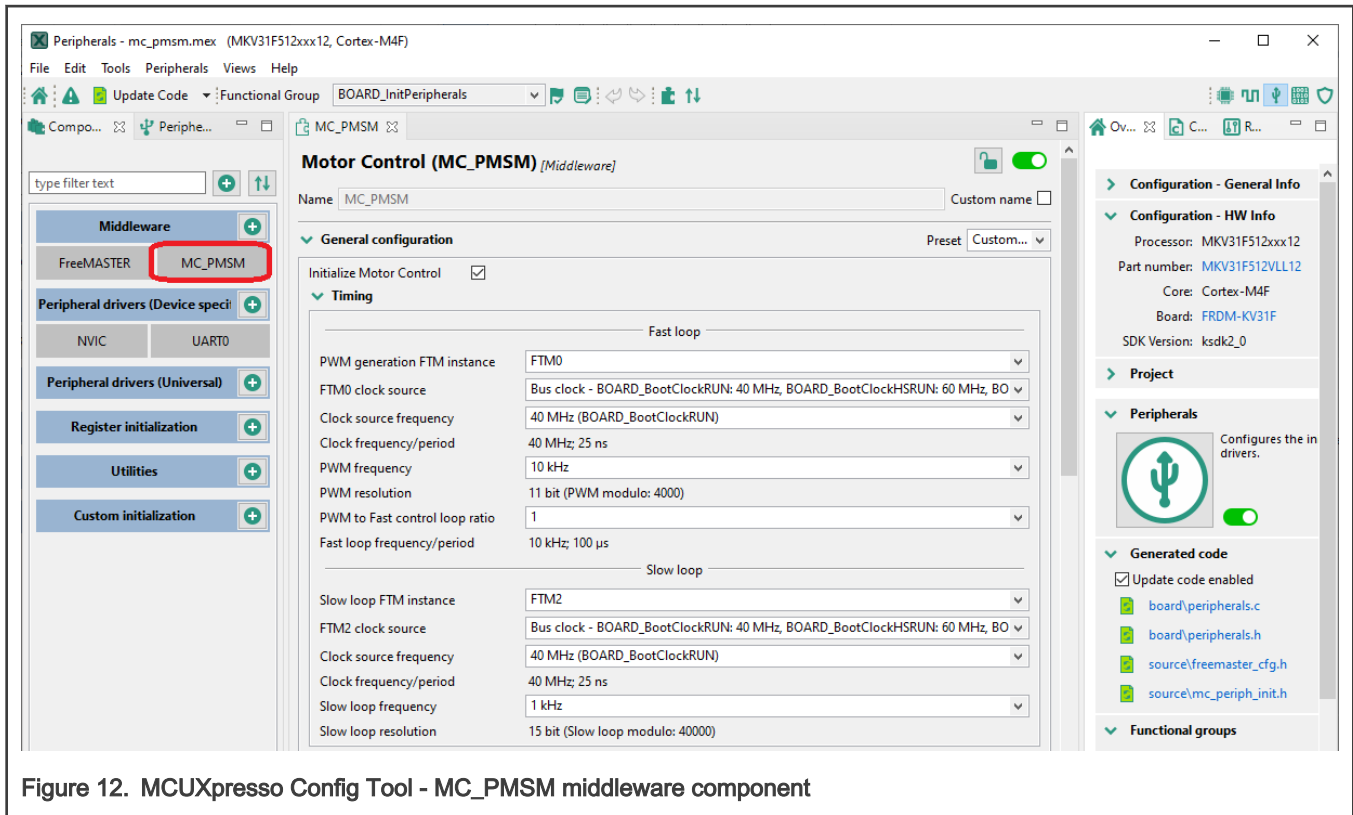 Peripherals - mc_pmsm.mex (MKV31F512xxx12, Cortex-M4F)
File Edit Tools Peripherals Views Help
Update Code Functional Group BOARD_InitPeripherals
Compo... Periphe...
type filter text
Middleware
FreeMASTER MC_PMSM
Peripheral drivers (Device specif
NVIC UART0
Peripheral drivers (Universal)
Register initialization
Utilities
Custom initialization
MC_PMSM
Motor Control (MC_PMSM) [Middleware]
Name MC_PMSM Custom name
General configuration Preset Custom...
Initialize Motor Control
Timing
Fast loop
PWM generation FTM instance FTM0
FTM0 clock source Bus clock - BOARD_BootClockRUN: 40 MHz, BOARD_BootClockHSRUN: 60 MHz, BO
Clock source frequency 40 MHz (BOARD_BootClockRUN)
Clock frequency/period 40 MHz; 25 ns
PWM frequency 10 kHz
PWM resolution 11 bit (PWM modulo: 4000)
PWM to Fast control loop ratio 1
Fast loop frequency/period 10 kHz; 100 µs
Slow loop
Slow loop FTM instance FTM2
FTM2 clock source Bus clock - BOARD_BootClockRUN: 40 MHz, BOARD_BootClockHSRUN: 60 MHz, BO
Clock source frequency 40 MHz (BOARD_BootClockRUN)
Clock frequency/period 40 MHz; 25 ns
Slow loop frequency 1 kHz
Slow loop resolution 15 bit (Slow loop modulo: 40000)
Ov... C... R...
Configuration - General Info
Configuration - HW Info
Processor: MKV31F512xxx12
Part number: MKV31F512VLL12
Core: Cortex-M4F
Board: FRDM-KV31F
SDK Version: ksdk2_0
Project
Peripherals
Configures the in
drivers.
Generated code
Update code enabled
board\peripherals.c
board\peripherals.h
source\freemaster_cfg.h
source\mc_periph_init.h
Functional groups
Figure 12. MCUXpresso Config Tool - MC_PMSM middleware component